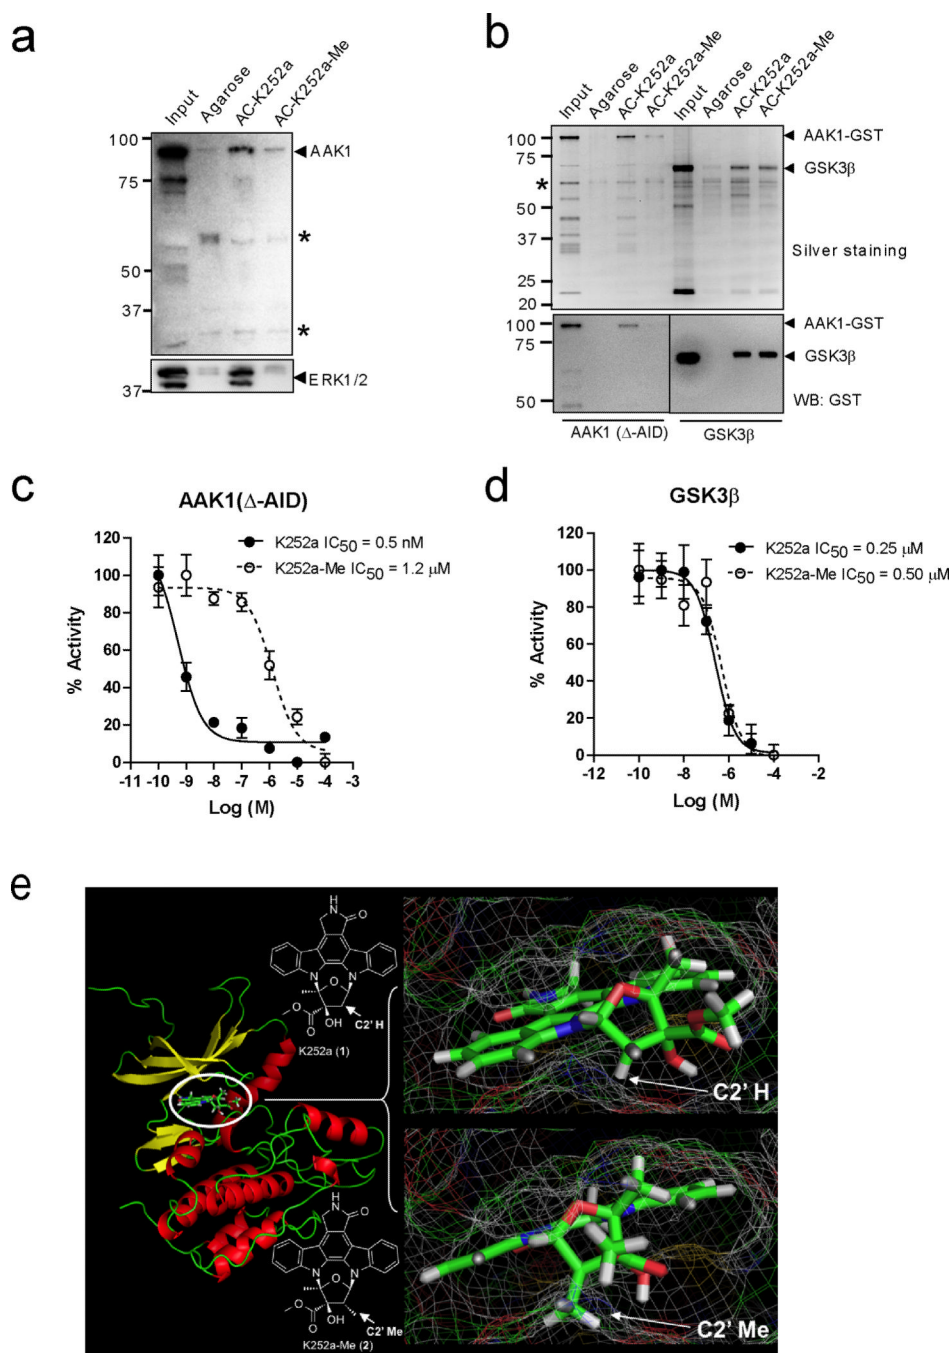 a
Input
Agarose
AC-K252a
AC-K252a-Me
100
75
50
37
37
AAK1
*
*
ERK1/2
b
Input
Agarose
AC-K252a
AC-K252a-Me
Input
Agarose
AC-K252a
AC-K252a-Me
100
75
*
50
37
25
20
100
75
50
AAK1-GST
GSK3β
Silver staining
AAK1-GST
GSK3β
WB: GST
AAK1 (Δ-AID)
GSK3β
c
AAK1(Δ-AID)
K252a IC50 = 0.5 nM
K252a-Me IC50 = 1.2 μM
% Activity
120
100
80
60
40
20
0
-11 -10 -9 -8 -7 -6 -5 -4 -3
Log (M)
d
GSK3β
K252a IC50 = 0.25 μM
K252a-Me IC50 = 0.50 μM
% Activity
120
100
80
60
40
20
0
-12 -10 -8 -6 -4 -2
Log (M)
e
H
N
O
N
O
N
O
O
OH
C2' H
K252a (1)
H
N
O
N
O
N
O
O
OH
C2' Me
K252a-Me (2)
C2' H
C2' Me